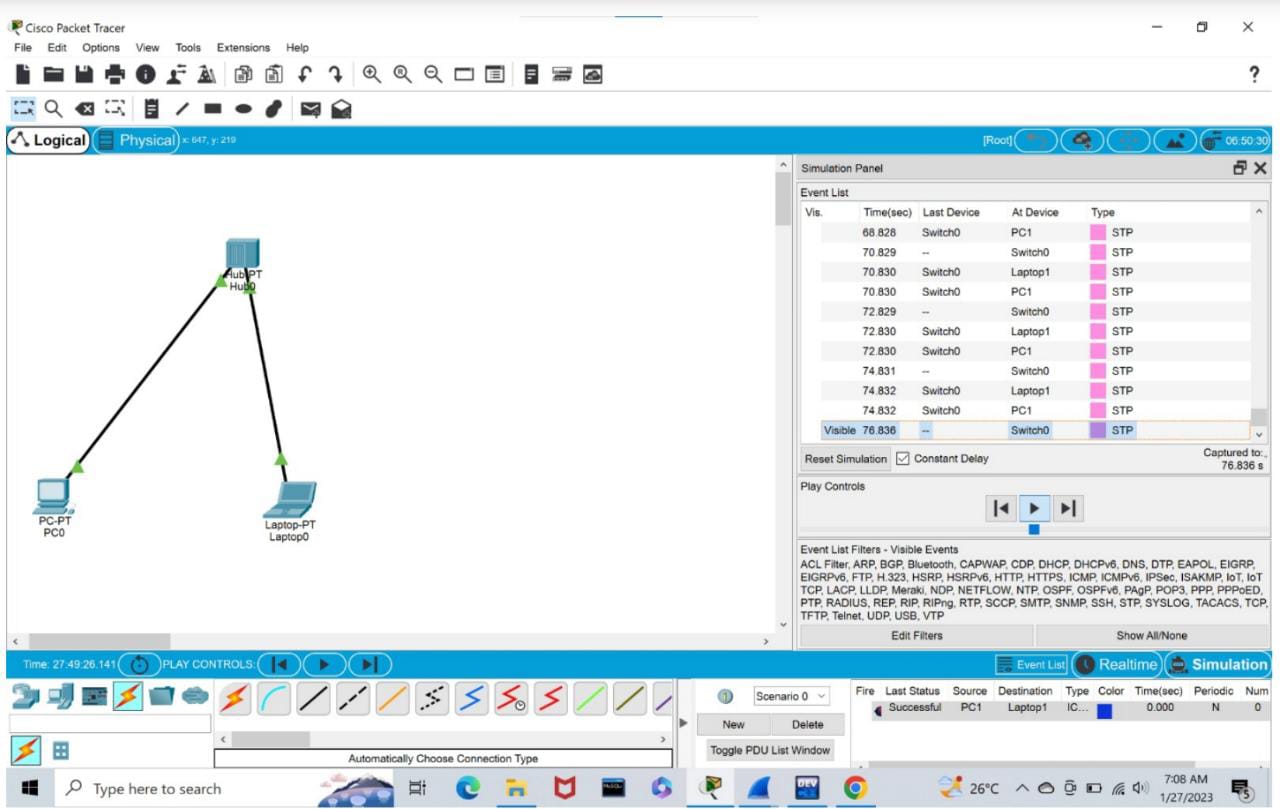 Cisco Packet Tracer
File Edit Options View Tools Extensions Help
?
Logical Physical x: 647, y: 219 [Root] 06:50:30
Hub-PT
Hub0
PC-PT
PC0
Laptop-PT
Laptop0
Simulation Panel
Event List
Vis. Time(sec) Last Device At Device Type
68.828 Switch0 PC1 STP
70.829 -- Switch0 STP
70.830 Switch0 Laptop1 STP
70.830 Switch0 PC1 STP
72.829 -- Switch0 STP
72.830 Switch0 Laptop1 STP
72.830 Switch0 PC1 STP
74.831 -- Switch0 STP
74.832 Switch0 Laptop1 STP
74.832 Switch0 PC1 STP
Visible 76.836 -- Switch0 STP
Reset Simulation Constant Delay Captured to:
76.836 s
Play Controls
Event List Filters - Visible Events
ACL Filter, ARP, BGP, Bluetooth, CAPWAP, CDP, DHCP, DHCPv6, DNS, DTP, EAPOL, EIGRP,
EIGRPv6, FTP, H.323, HSRP, HSRPv6, HTTP, HTTPS, ICMP, ICMPv6, IPSec, ISAKMP, IoT, IoT
TCP, LACP, LLDP, Meraki, NDP, NETFLOW, NTP, OSPF, OSPFv6, PAgP, POP3, PPP, PPPoED,
PTP, RADIUS, REP, RIP, RIPng, RTP, SCCP, SMTP, SNMP, SSH, STP, SYSLOG, TACACS, TCP,
TFTP, Telnet, UDP, USB, VTP
Edit Filters Show All/None
Time: 27:49:26.141 PLAY CONTROLS: Event List Realtime Simulation
Automatically Choose Connection Type
Scenario 0
New Delete
Toggle PDU List Window
Fire Last Status Source Destination Type Color Time(sec) Periodic Num
Successful PC1 Laptop1 IC... 0.000 N 0
Type here to search
DEV
26°C
7:08 AM
1/27/2023
5